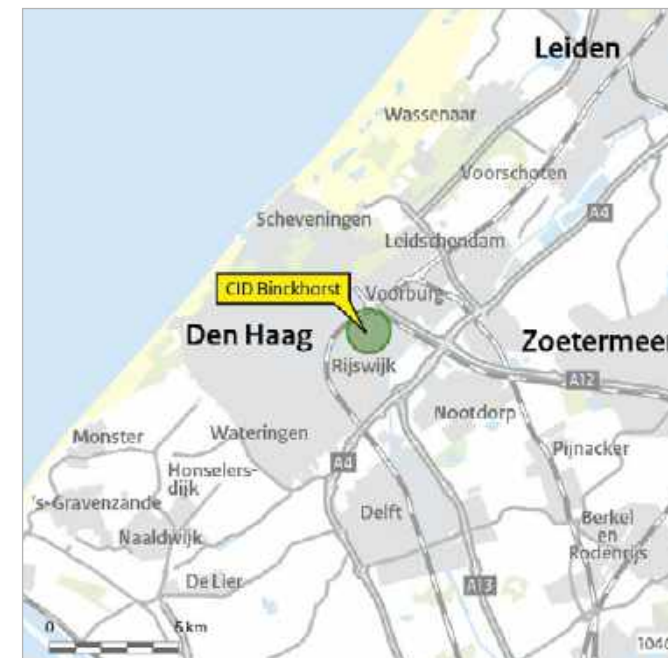 Leiden
Wassenaar
Voorschoten
A4
Scheveningen
Leidschendam
CID Binckhorst
Voorburg
Den Haag
Zoetermeer
Rijswijk
A12
Nootdorp
Monster
Wateringen
Pijnacker
A4
Honselers-
dijk
's-Gravenzande
Delft
Naaldwijk
Berkel
en
Rodenrijs
De Lier
A13
0 5km